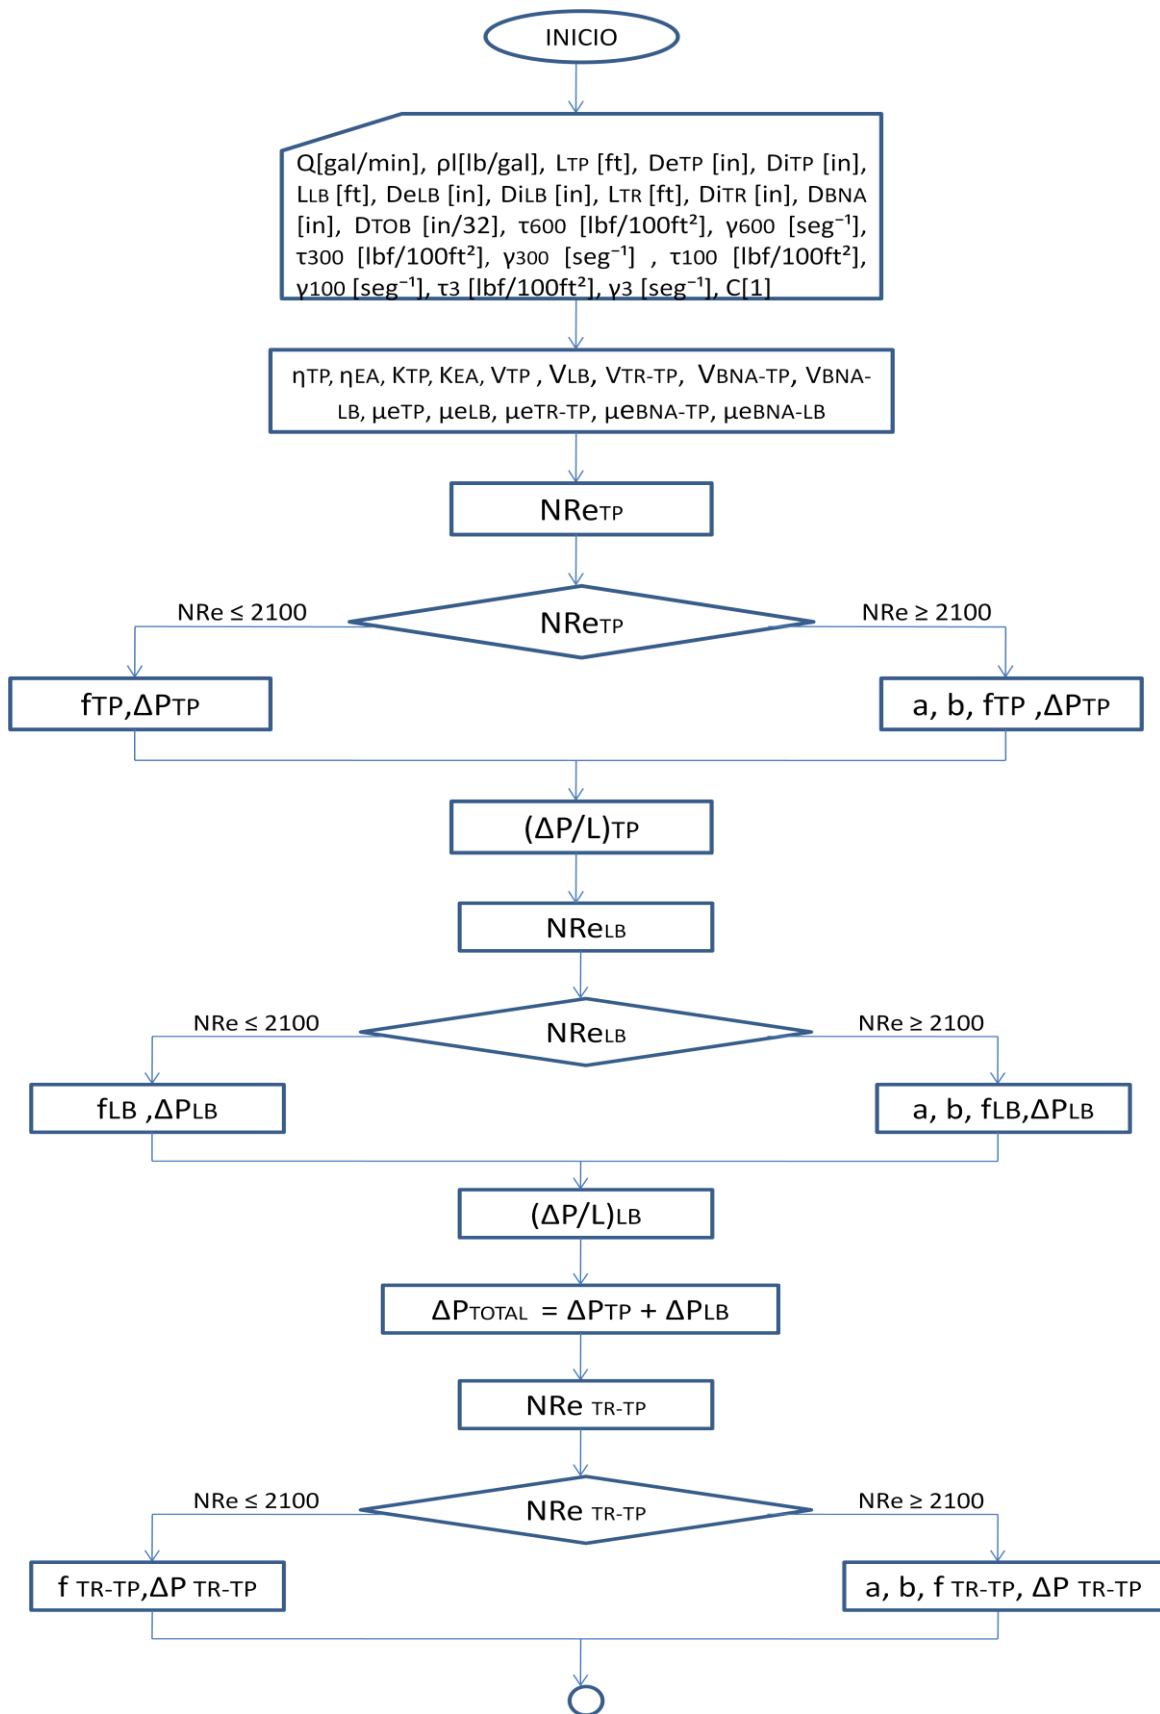 INICIO
Q[gal/min], ρl[lb/gal], LTP [ft], DeTP [in], DiTP [in],
LLB [ft], DeLB [in], DiLB [in], LTR [ft], DiTR [in], DBNA
[in], DTOB [in/32], τ600 [lbf/100ft²], γ600 [seg⁻¹],
τ300 [lbf/100ft²], γ300 [seg⁻¹] , τ100 [lbf/100ft²],
γ100 [seg⁻¹], τ3 [lbf/100ft²], γ3 [seg⁻¹], C[1]
ηTP, ηEA, KTP, KEA, VTP , VLB, VTR-TP, VBNA-TP, VBNA-
LB, μeTP, μeLB, μeTR-TP, μeBNA-TP, μeBNA-LB
NReTP
NRe ≤ 2100
NReTP
NRe ≥ 2100
fTP,ΔPTP
a, b, fTP ,ΔPTP
(ΔP/L)TP
NReLB
NRe ≤ 2100
NReLB
NRe ≥ 2100
fLB ,ΔPLB
a, b, fLB,ΔPLB
(ΔP/L)LB
ΔPTOTAL = ΔPTP + ΔPLB
NRe TR-TP
NRe ≤ 2100
NRe TR-TP
NRe ≥ 2100
f TR-TP,ΔP TR-TP
a, b, f TR-TP, ΔP TR-TP